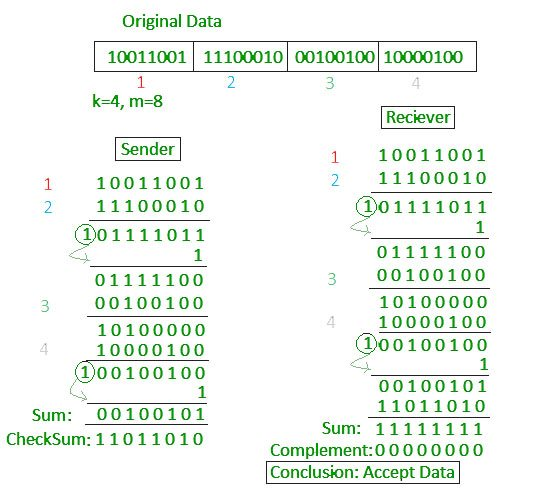 Original Data
10011001 11100010 00100100 10000100
1 2 3 4
k=4, m=8
Sender
1 10011001
2 11100010
1 01111011
1
01111100
3 00100100
10100000
4 10000100
1 00100100
1
Sum: 00100101
CheckSum: 11011010
Reciever
1 10011001
2 11100010
1 01111011
1
01111100
3 00100100
10100000
4 10000100
1 00100100
1
00100101
11011010
Sum: 11111111
Complement: 00000000
Conclusion: Accept Data